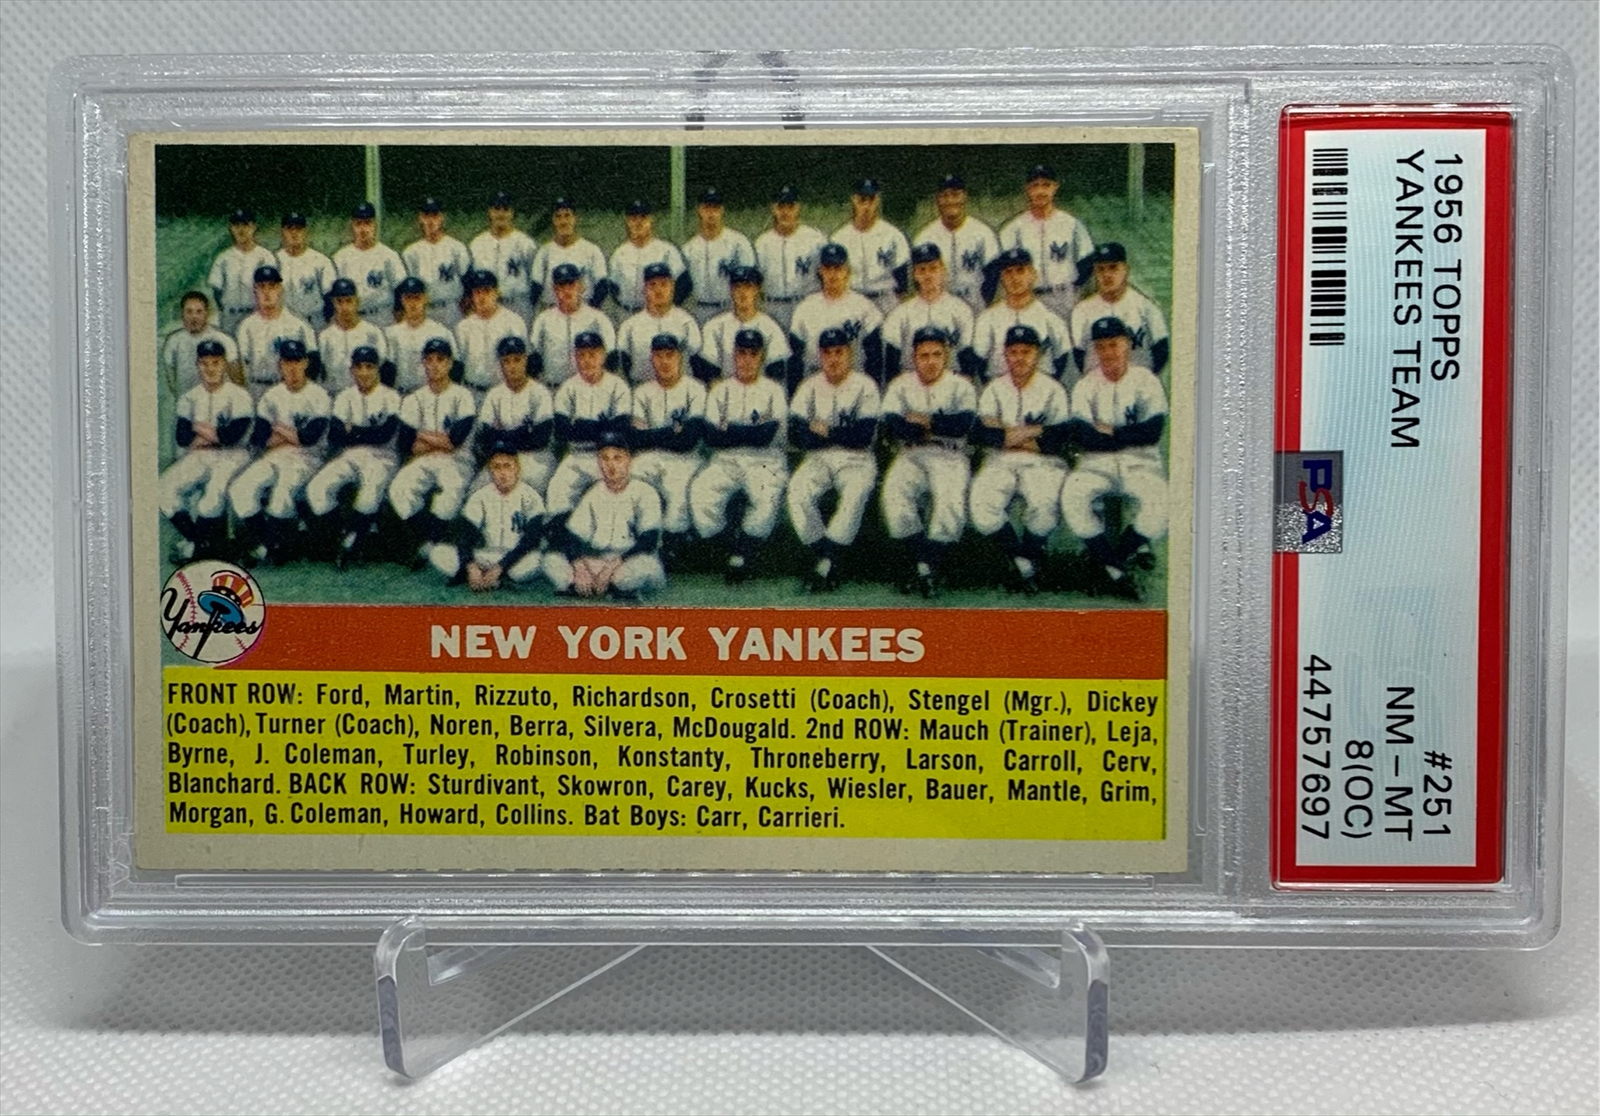 Yankees
NEW YORK YANKEES
FRONT ROW: Ford, Martin, Rizzuto, Richardson, Crosetti (Coach), Stengel (Mgr.), Dickey
(Coach), Turner (Coach), Noren, Berra, Silvera, McDougald. 2nd ROW: Mauch (Trainer), Leja,
Byrne, J. Coleman, Turley, Robinson, Konstanty, Throneberry, Larson, Carroll, Cerv,
Blanchard. BACK ROW: Sturdivant, Skowron, Carey, Kucks, Wiesler, Bauer, Mantle, Grim,
Morgan, G. Coleman, Howard, Collins. Bat Boys: Carr, Carrieri.
1956 TOPPS #251
YANKEES TEAM NM-MT
8(OC)
44757697
PSA